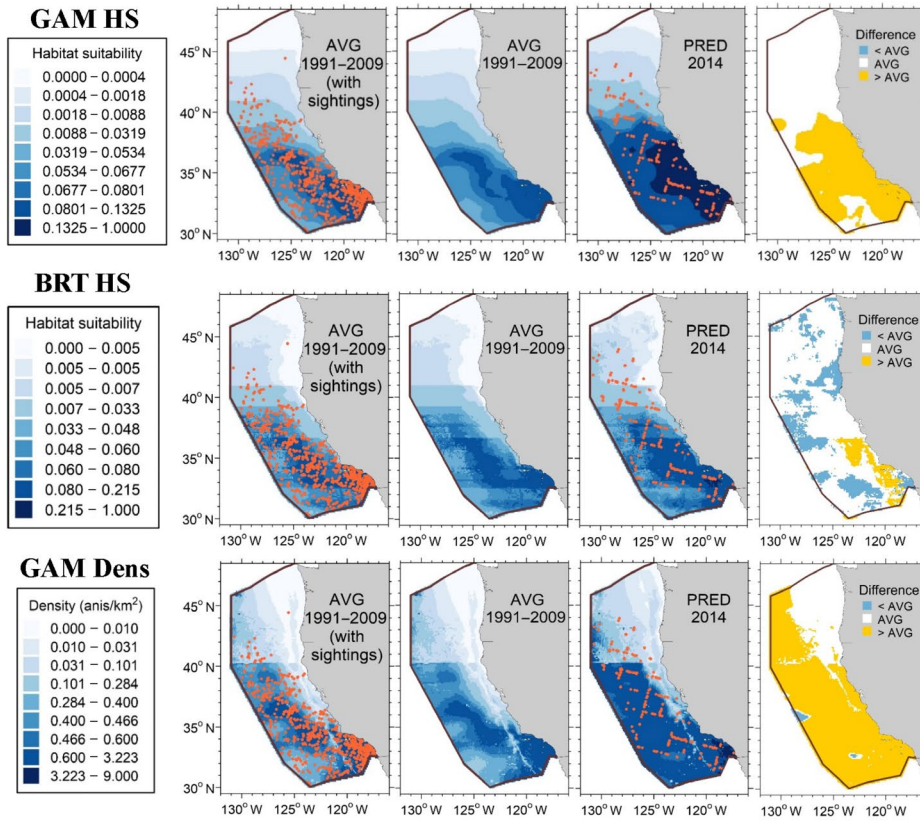 GAM HS
Habitat suitability
0.0000 – 0.0004
0.0004 – 0.0018
0.0018 – 0.0088
0.0088 – 0.0319
0.0319 – 0.0534
0.0534 – 0.0677
0.0677 – 0.0801
0.0801 – 0.1325
0.1325 – 1.0000
45° N
40° N
35° N
30° N
AVG
1991–2009
(with
sightings)
AVG
1991–2009
PRED
2014
Difference
< AVG
AVG
> AVG
130° W 125° W 120° W
130° W 125° W 120° W
130° W 125° W 120° W
130° W 125° W 120° W
BRT HS
Habitat suitability
0.000 – 0.005
0.005 – 0.005
0.005 – 0.007
0.007 – 0.033
0.033 – 0.048
0.048 – 0.060
0.060 – 0.080
0.080 – 0.215
0.215 – 1.000
45° N
40° N
35° N
30° N
AVG
1991–2009
(with
sightings)
AVG
1991–2009
PRED
2014
Difference
< AVG
AVG
> AVG
130° W 125° W 120° W
130° W 125° W 120° W
130° W 125° W 120° W
130° W 125° W 120° W
GAM Dens
Density (anis/km²)
0.000 – 0.010
0.010 – 0.031
0.031 – 0.101
0.101 – 0.284
0.284 – 0.400
0.400 – 0.466
0.466 – 0.600
0.600 – 3.223
3.223 – 9.000
45° N
40° N
35° N
30° N
AVG
1991–2009
(with
sightings)
AVG
1991–2009
PRED
2014
Difference
< AVG
AVG
> AVG
130° W 125° W 120° W
130° W 125° W 120° W
130° W 125° W 120° W
130° W 125° W 120° W